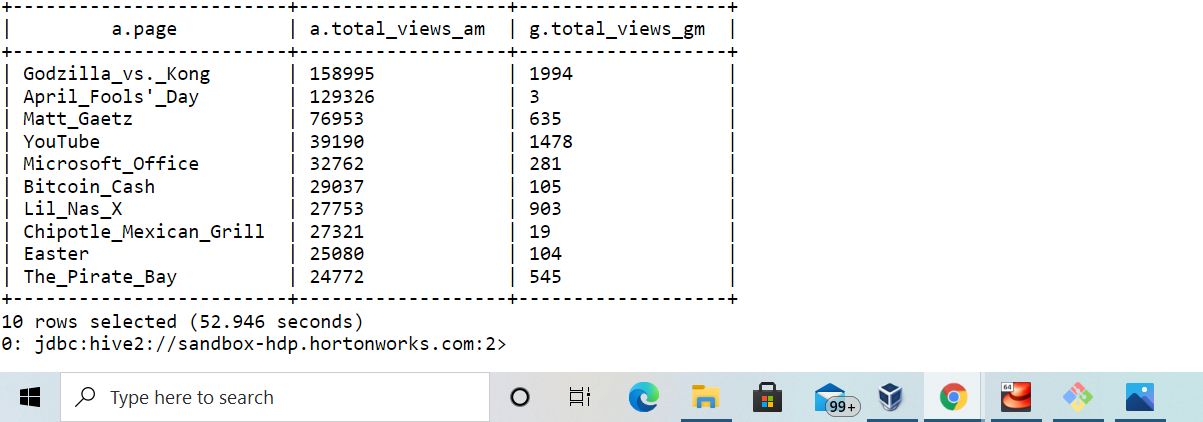 +-------------------------+--------------------+--------------------+
| a.page | a.total_views_am | g.total_views_gm |
+-------------------------+--------------------+--------------------+
| Godzilla_vs._Kong | 158995 | 1994 |
| April_Fools'_Day | 129326 | 3 |
| Matt_Gaetz | 76953 | 635 |
| YouTube | 39190 | 1478 |
| Microsoft_Office | 32762 | 281 |
| Bitcoin_Cash | 29037 | 105 |
| Lil_Nas_X | 27753 | 903 |
| Chipotle_Mexican_Grill | 27321 | 19 |
| Easter | 25080 | 104 |
| The_Pirate_Bay | 24772 | 545 |
+-------------------------+--------------------+--------------------+
10 rows selected (52.946 seconds)
0: jdbc:hive2://sandbox-hdp.hortonworks.com:2>
Type here to search
99+
64